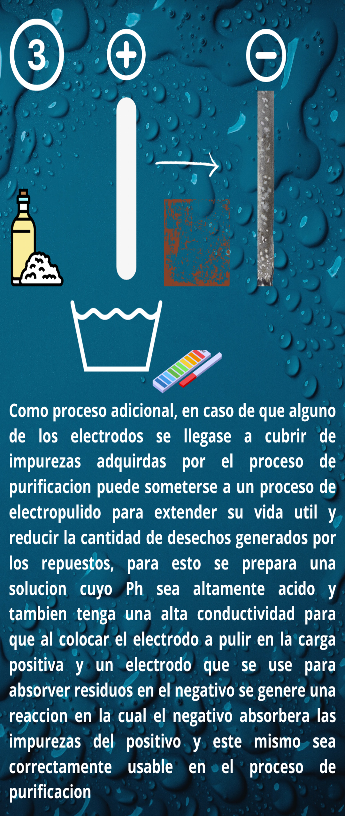 3
+
−
Como proceso adicional, en caso de que alguno
de los electrodos se llegase a cubrir de
impurezas adquirdas por el proceso de
purificacion puede someterse a un proceso de
electropulido para extender su vida util y
reducir la cantidad de desechos generados por
los repuestos, para esto se prepara una
solucion cuyo Ph sea altamente acido y
tambien tenga una alta conductividad para
que al colocar el electrodo a pulir en la carga
positiva y un electrodo que se use para
absorver residuos en el negativo se genere una
reaccion en la cual el negativo absorbera las
impurezas del positivo y este mismo sea
correctamente usable en el proceso de
purificacion